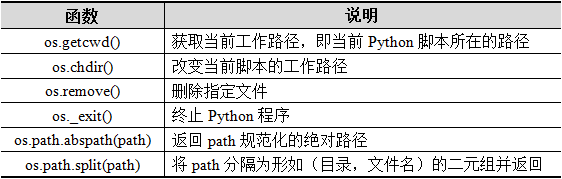 函数 说明
os.getcwd() 获取当前工作路径，即当前 Python 脚本所在的路径
os.chdir() 改变当前脚本的工作路径
os.remove() 删除指定文件
os._exit() 终止 Python 程序
os.path.abspath(path) 返回 path 规范化的绝对路径
os.path.split(path) 将 path 分隔为形如（目录，文件名）的二元组并返回